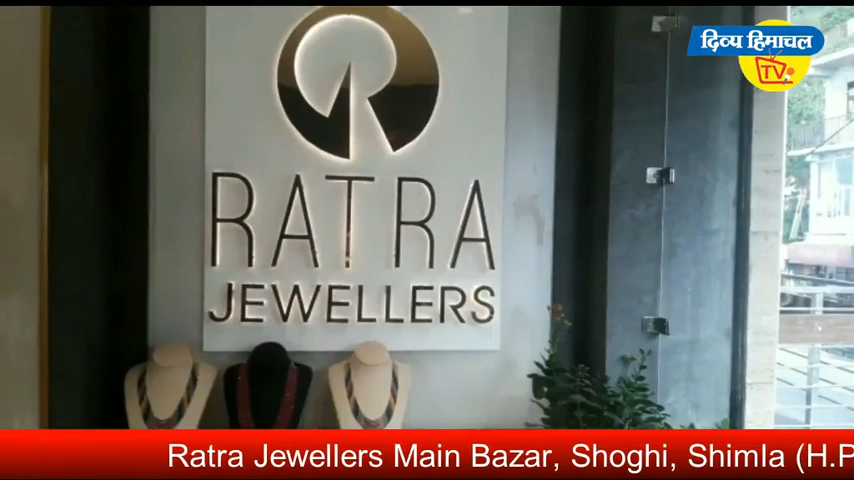 दिव्य हिमाचल
TV
RATRA
JEWELLERS
Ratra Jewellers Main Bazar, Shoghi, Shimla (H.P